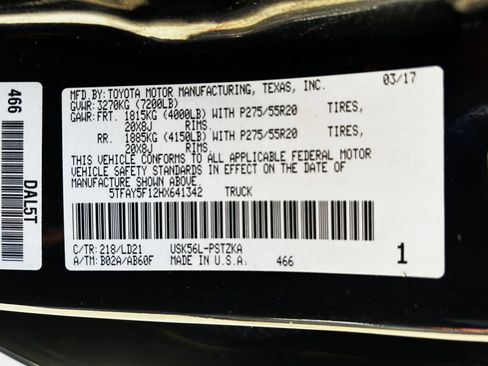 MFD.BY: TOYOTA MOTOR MANUFACTURING, TEXAS, INC. 03/17
GVWR: 3270KG (7200LB)
GAWR: FRT. 1815KG (4000LB) WITH P275/55R20 TIRES,
20X8J RIMS.
RR. 1885KG (4150LB) WITH P275/55R20 TIRES,
20X8J RIMS.
THIS VEHICLE CONFORMS TO ALL APPLICABLE FEDERAL MOTOR
VEHICLE SAFETY STANDARDS IN EFFECT ON THE DATE OF
MANUFACTURE SHOWN ABOVE.
5TFAY5F12HX641342 TRUCK
C/TR: 218/LD21 USK56L-PSTZKA
A/TM: B02A/AB60F MADE IN U.S.A. 466 1
466
DAL5T